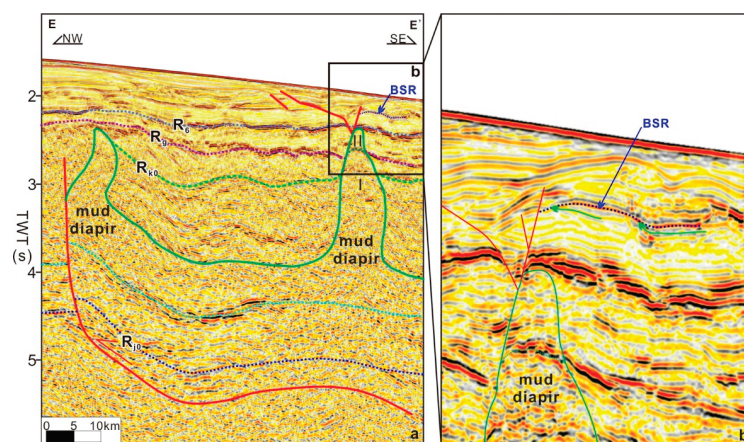 E
E'
NW
SE
b
2
BSR
R6
R9
II
Rk0
3
I
mud
diapir
mud
diapir
TWT
(s)
4
Rj0
5
0 5 10km
a
BSR
mud
diapir